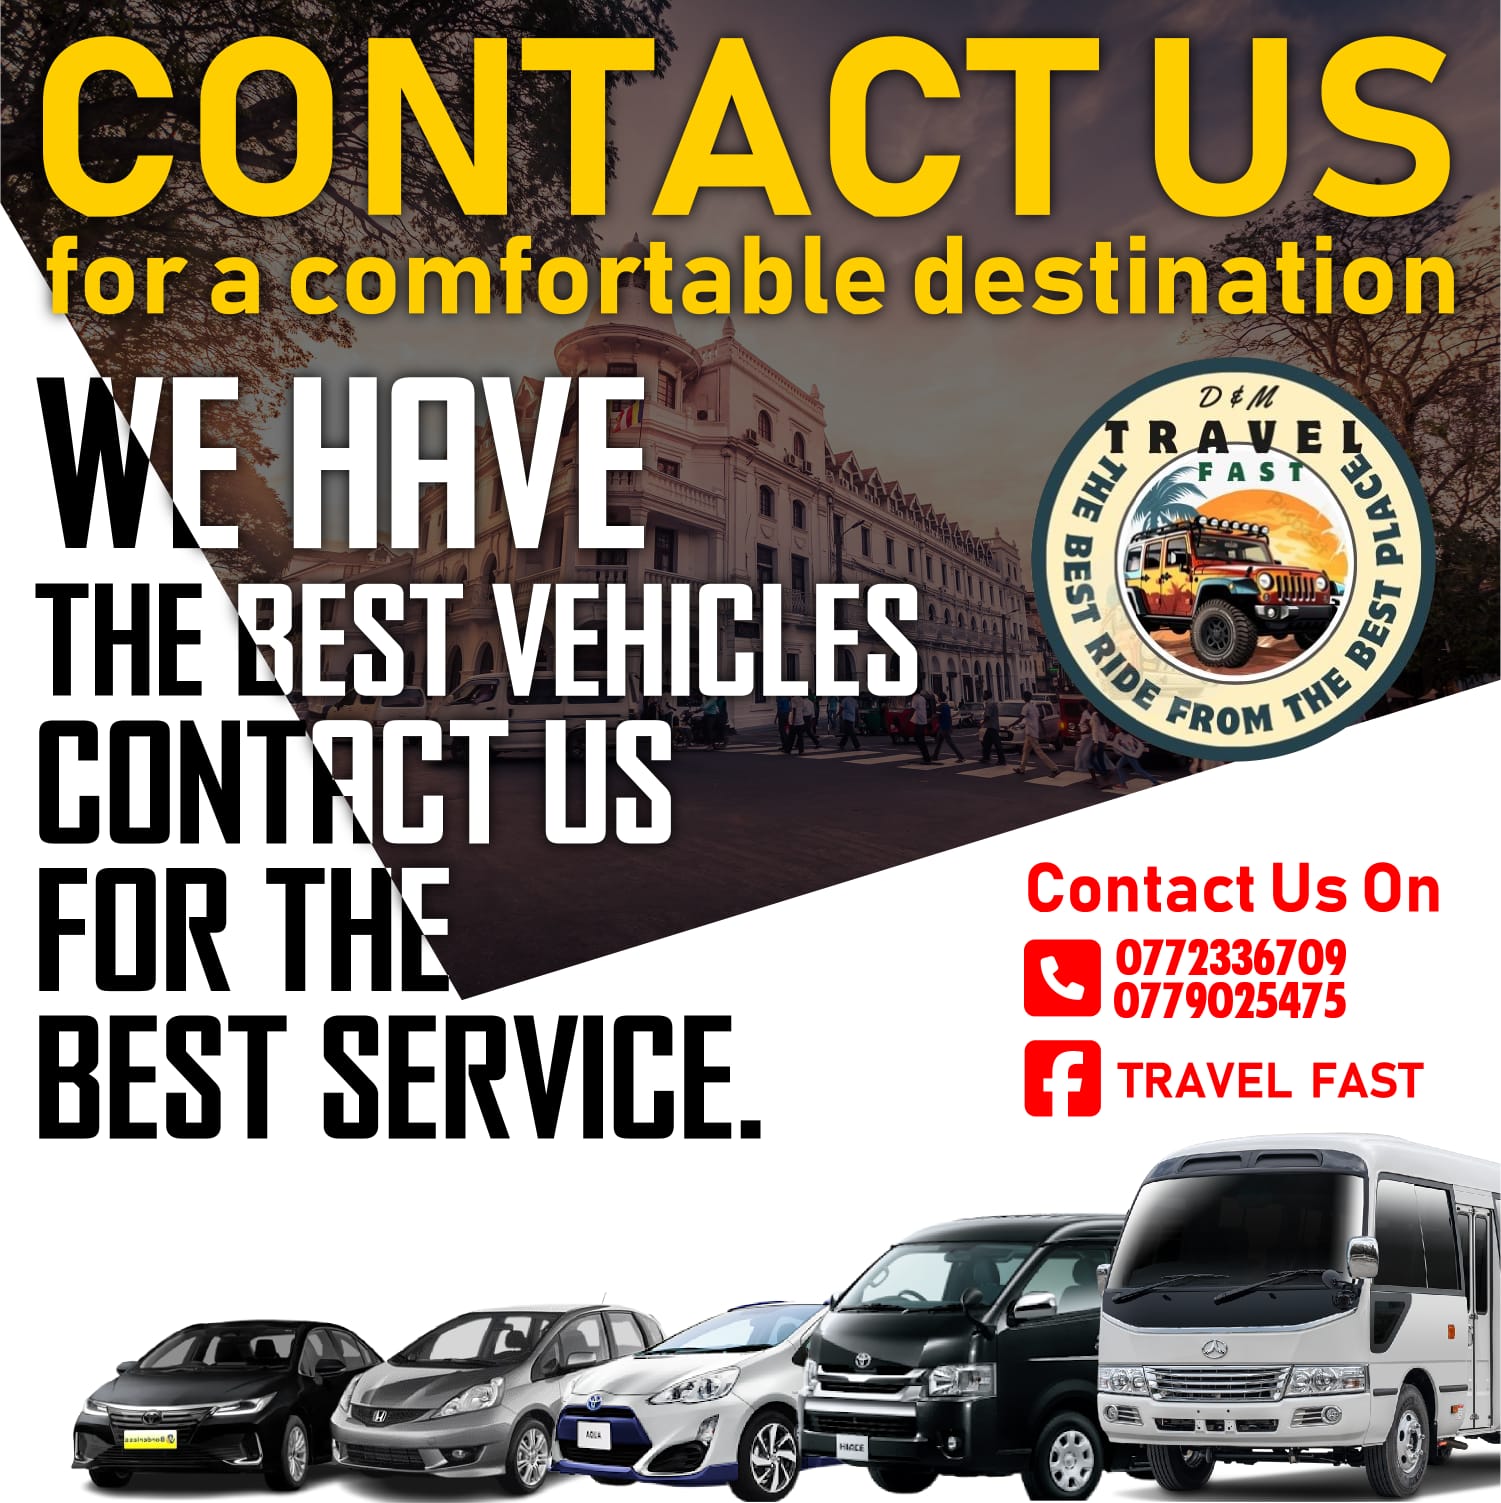 CONTACT US
for a comfortable destination
WE HAVE
THE BEST VEHICLES
CONTACT US
FOR THE
BEST SERVICE.
D & M
TRAVEL
FAST
THE BEST RIDE FROM THE BEST PLACE
Contact Us On
0772336709
0779025475
TRAVEL FAST
AQUA
HIACE